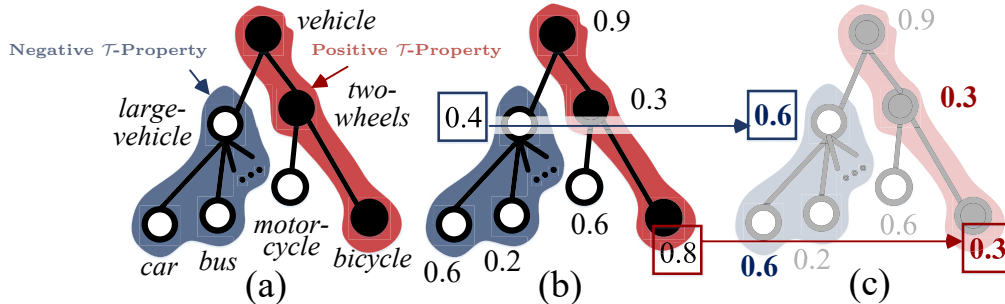 vehicle
Negative 𝒯-Property
Positive 𝒯-Property
large-
vehicle
two-
wheels
motor-
cycle
car
bus
bicycle
(a)
0.9
0.4
0.3
0.6
0.6
0.2
0.8
(b)
0.9
0.6
0.3
0.6
0.6
0.2
0.3
(c)